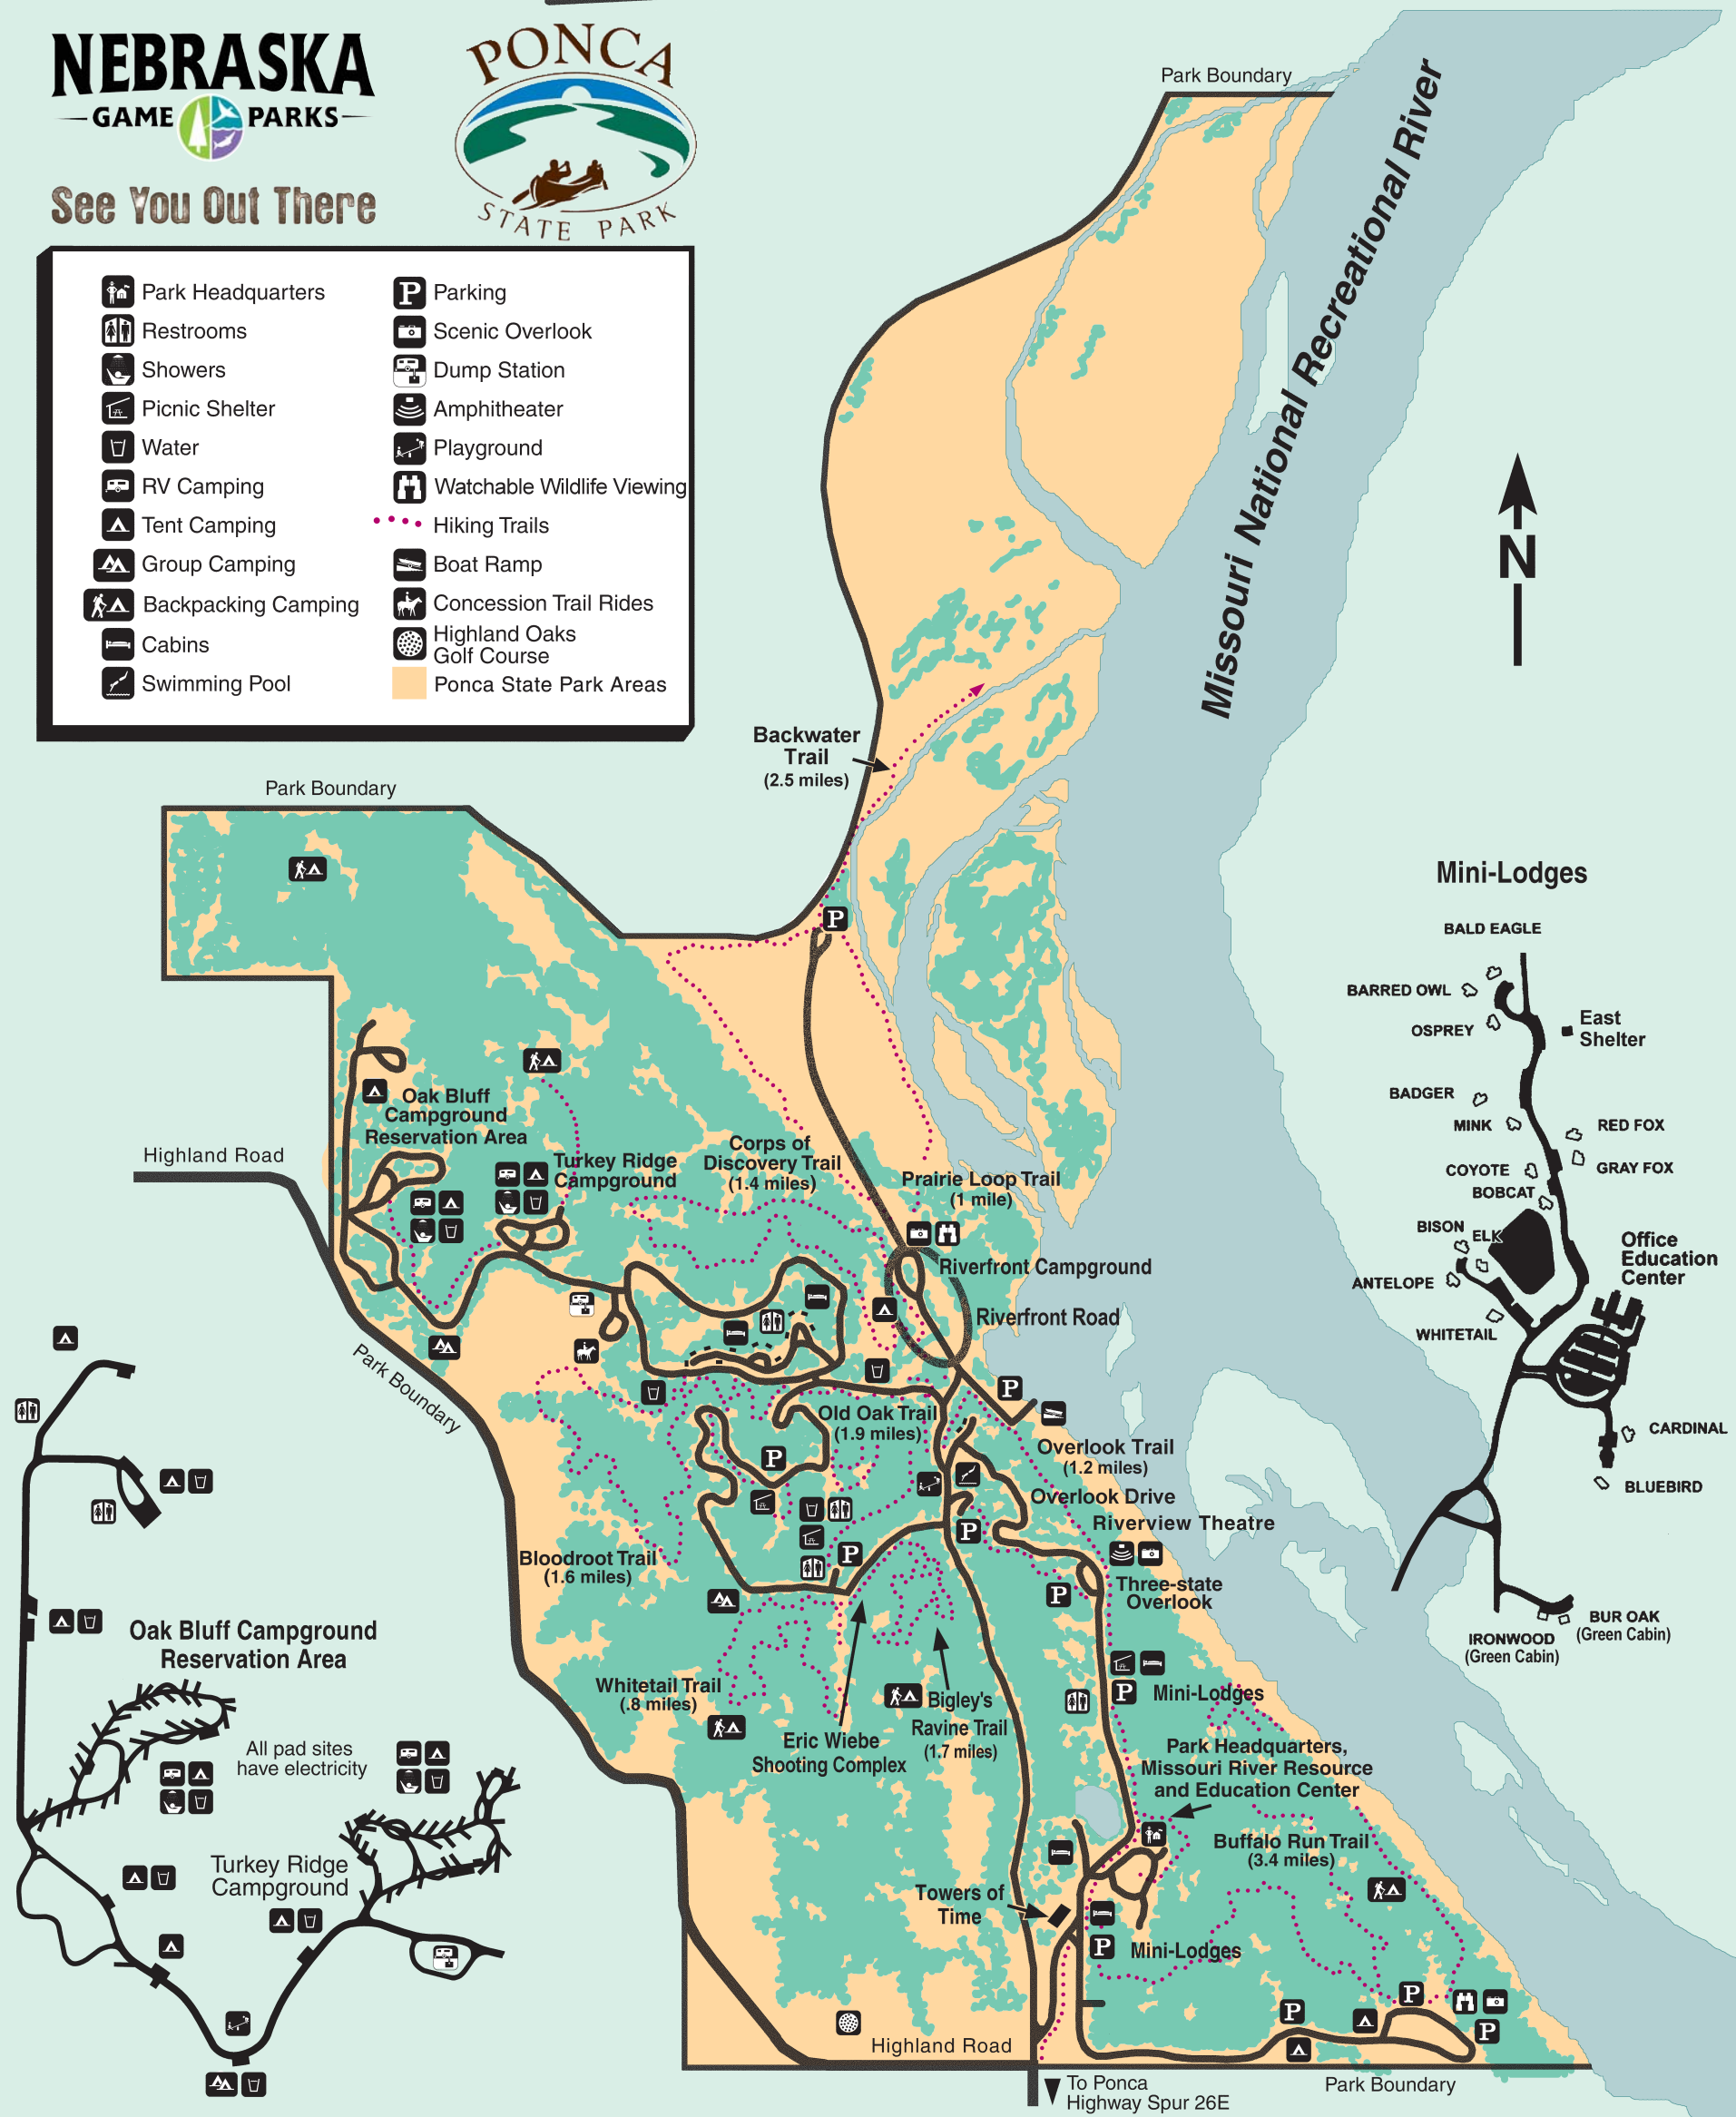 NEBRASKA
GAME PARKS
See You Out There
PONCA
STATE PARK
Park Headquarters
Restrooms
Showers
Picnic Shelter
Water
RV Camping
Tent Camping
Group Camping
Backpacking Camping
Cabins
Swimming Pool
P Parking
Scenic Overlook
Dump Station
Amphitheater
Playground
Watchable Wildlife Viewing
Hiking Trails
Boat Ramp
Concession Trail Rides
Highland Oaks
Golf Course
Ponca State Park Areas
Park Boundary
Missouri National Recreational River
N
Backwater
Trail
(2.5 miles)
Park Boundary
P
Mini-Lodges
BALD EAGLE
BARRED OWL
OSPREY
East
Shelter
BADGER
MINK
RED FOX
COYOTE
GRAY FOX
BOBCAT
BISON
ELK
ANTELOPE
WHITETAIL
Office
Education
Center
CARDINAL
BLUEBIRD
BUR OAK
(Green Cabin)
IRONWOOD
(Green Cabin)
Oak Bluff
Campground
Reservation Area
Highland Road
Turkey Ridge
Campground
Corps of
Discovery Trail
(1.4 miles)
Prairie Loop Trail
(1 mile)
Riverfront Campground
Riverfront Road
Park Boundary
P
Old Oak Trail
(1.9 miles)
Overlook Trail
(1.2 miles)
P
Overlook Drive
Riverview Theatre
P
P
Bloodroot Trail
(1.6 miles)
Three-state
Overlook
P
Whitetail Trail
(.8 miles)
Eric Wiebe
Shooting Complex
Bigley's
Ravine Trail
(1.7 miles)
P
Mini-Lodges
Park Headquarters,
Missouri River Resource
and Education Center
Buffalo Run Trail
(3.4 miles)
Towers of
Time
P
Mini-Lodges
P
P
P
Highland Road
To Ponca
Highway Spur 26E
Park Boundary
Oak Bluff Campground
Reservation Area
All pad sites
have electricity
Turkey Ridge
Campground